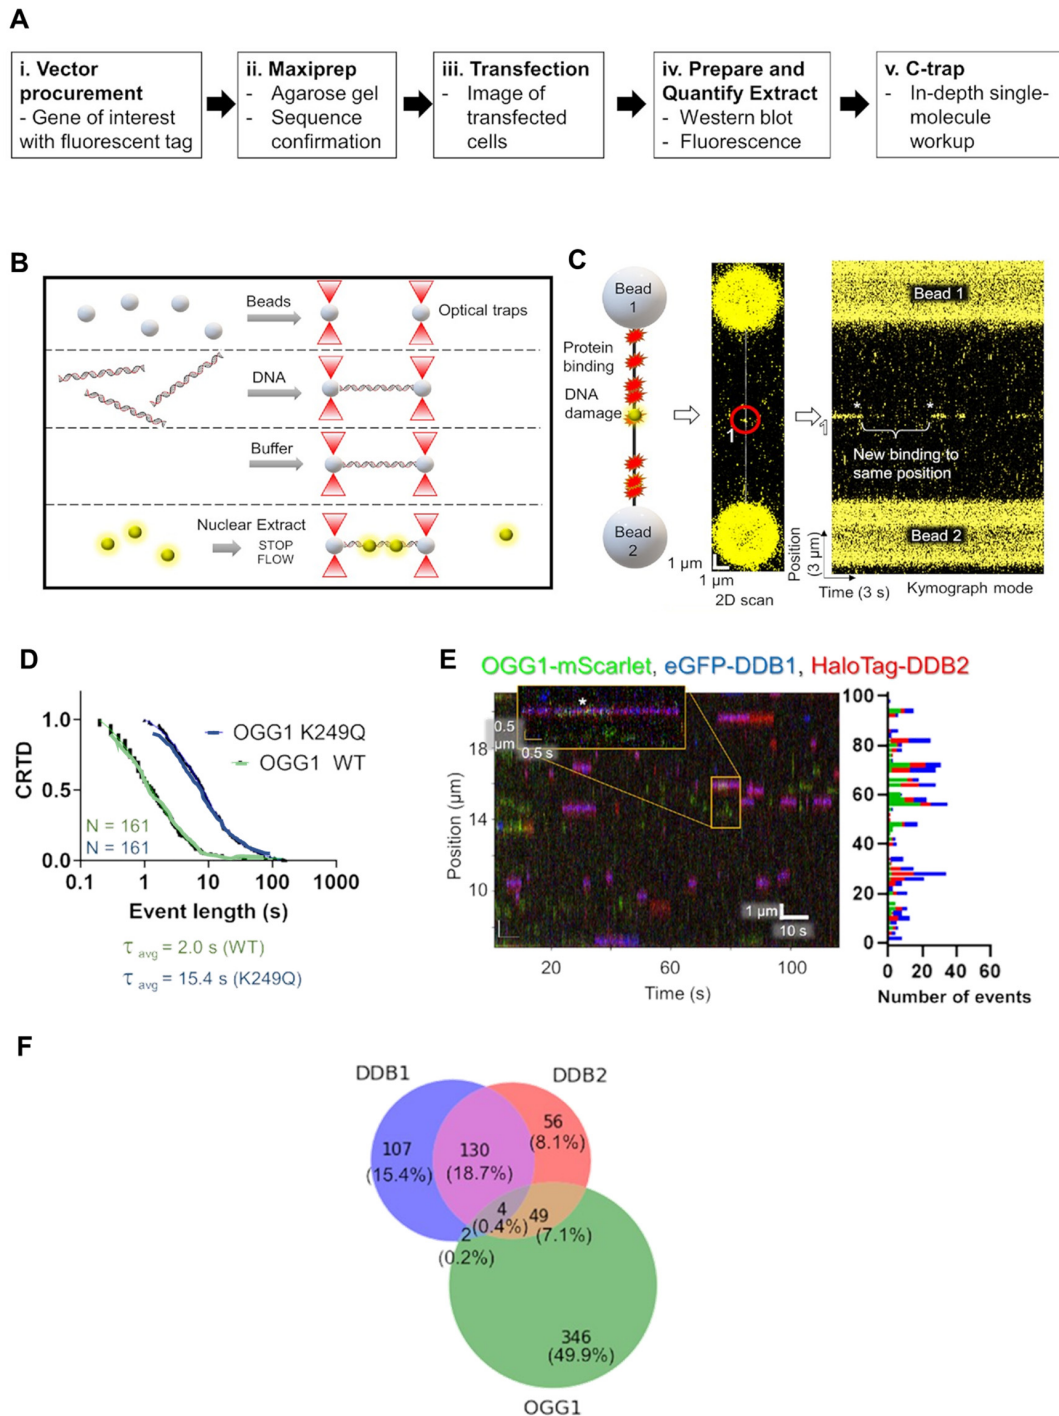 A
i. Vector
procurement
- Gene of interest
with fluorescent tag
ii. Maxiprep
- Agarose gel
- Sequence
confirmation
iii. Transfection
- Image of
transfected
cells
iv. Prepare and
Quantify Extract
- Western blot
- Fluorescence
v. C-trap
- In-depth single-
molecule
workup
B
Beads
Optical traps
DNA
Buffer
Nuclear Extract
STOP
FLOW
C
Bead
1
Protein
binding
DNA
damage
Bead
2
1
1 µm
1 µm
2D scan
Bead 1
* *
1
New binding to
same position
Bead 2
Position
(3 µm)
Time (3 s)
Kymograph mode
D
CRTD
1.0
0.5
0.0
OGG1 K249Q
OGG1 WT
N = 161
N = 161
0.1 1 10 100 1000
Event length (s)
τ avg = 2.0 s (WT)
τ avg = 15.4 s (K249Q)
E
OGG1-mScarlet, eGFP-DDB1, HaloTag-DDB2
*
0.5
µm
0.5 s
18
14
10
Position (µm)
1 µm
10 s
20 60 100
Time (s)
100
80
60
40
20
0
0 20 40 60
Number of events
F
DDB1
DDB2
107
(15.4%)
130
(18.7%)
56
(8.1%)
4
(0.4%)
49
(7.1%)
2
(0.2%)
346
(49.9%)
OGG1